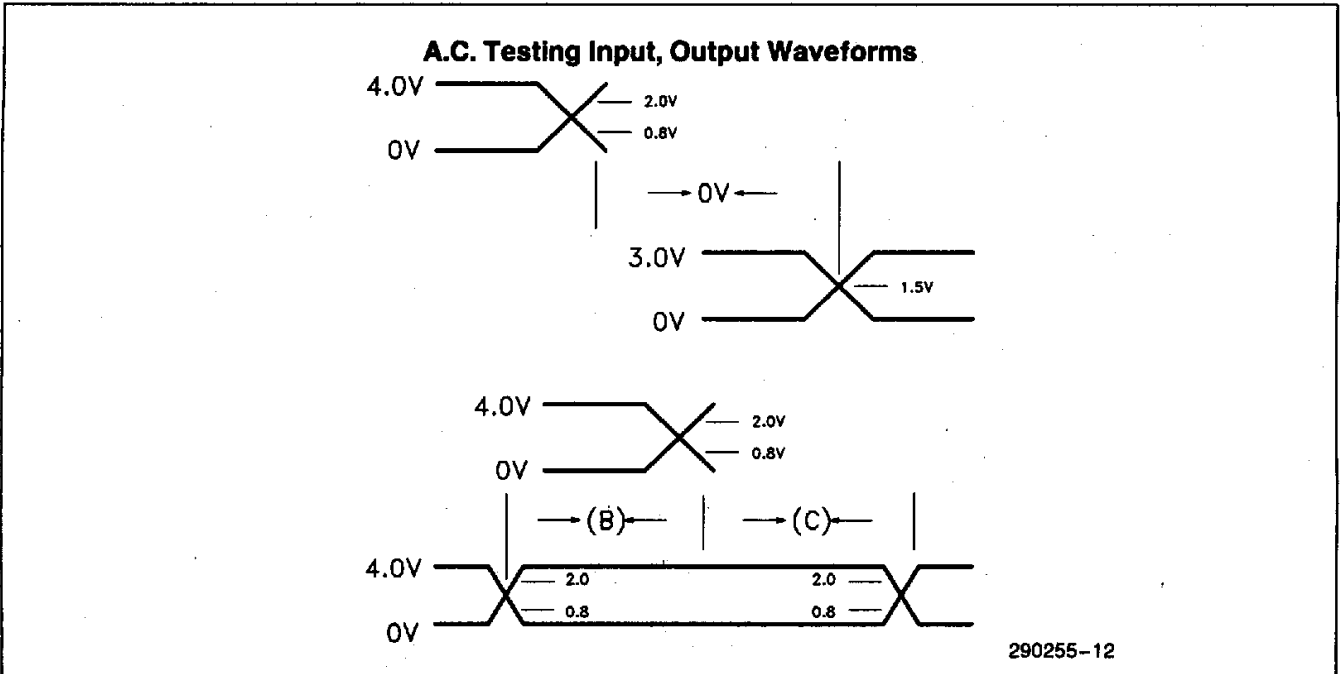 A.C. Testing Input, Output Waveforms
4.0V
2.0V
0.8V
0V
0V
3.0V
1.5V
0V
4.0V
2.0V
0.8V
0V
(B)
(C)
4.0V
2.0
2.0
0.8
0.8
0V
290255-12